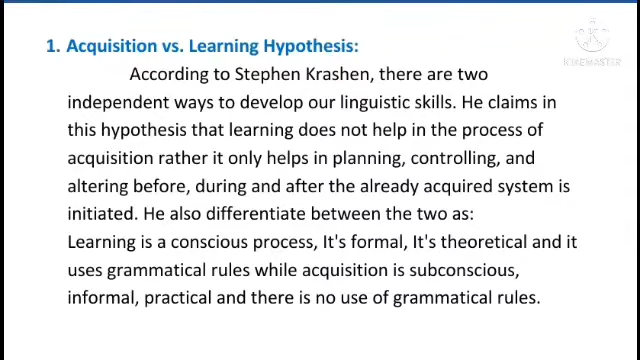 KINEMASTER
1. Acquisition vs. Learning Hypothesis:
According to Stephen Krashen, there are two
independent ways to develop our linguistic skills. He claims in
this hypothesis that learning does not help in the process of
acquisition rather it only helps in planning, controlling, and
altering before, during and after the already acquired system is
initiated. He also differentiate between the two as:
Learning is a conscious process, It's formal, It's theoretical and it
uses grammatical rules while acquisition is subconscious,
informal, practical and there is no use of grammatical rules.